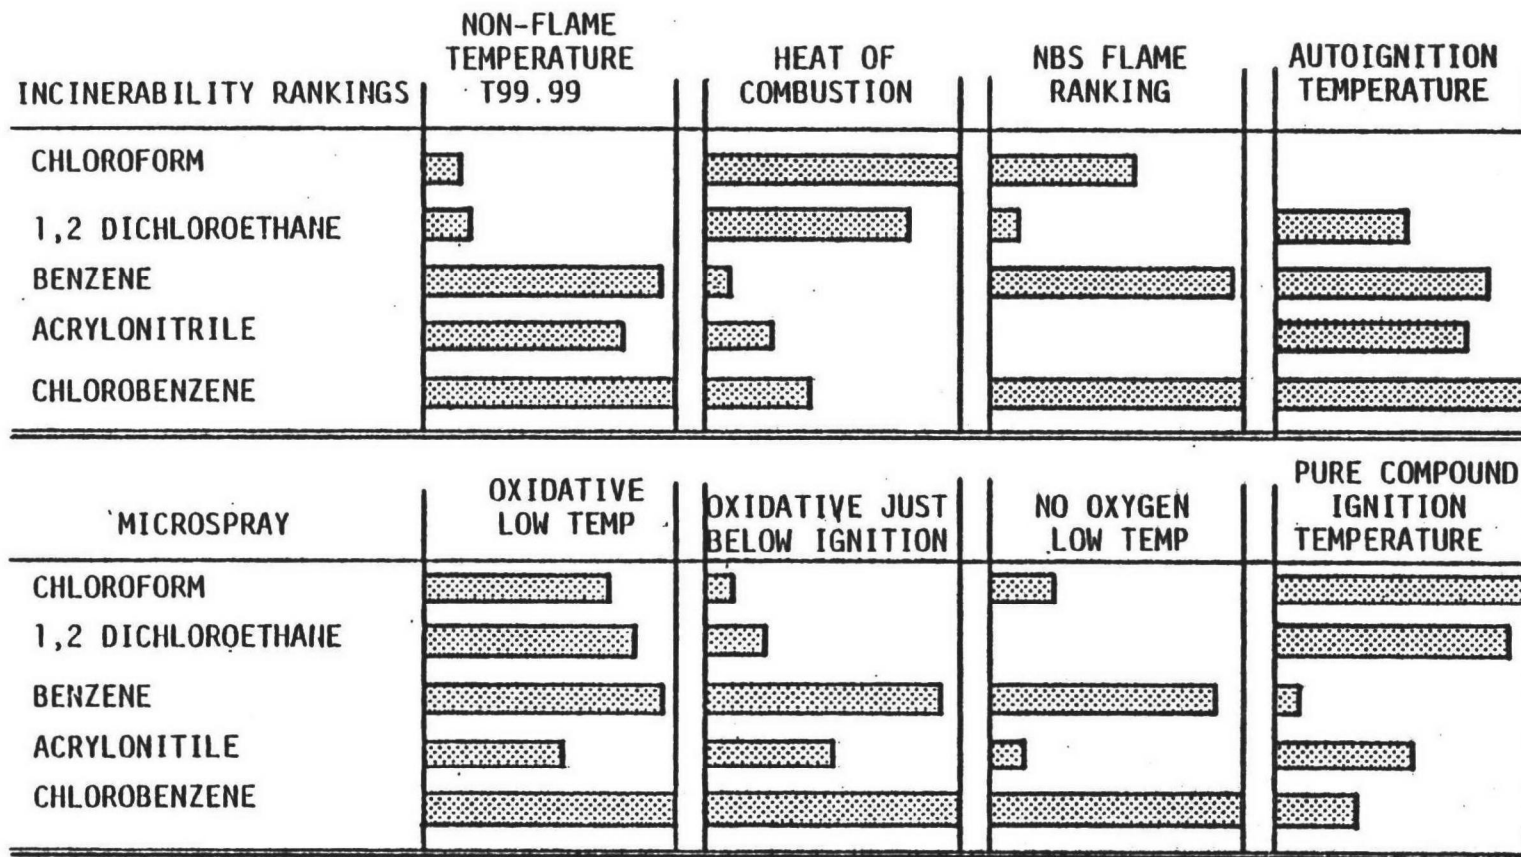 INCINERABILITY RANKINGS
NON-FLAME
TEMPERATURE
T99.99
HEAT OF
COMBUSTION
NBS FLAME
RANKING
AUTOIGNITION
TEMPERATURE
CHLOROFORM
1,2 DICHLOROETHANE
BENZENE
ACRYLONITRILE
CHLOROBENZENE
MICROSPRAY
OXIDATIVE
LOW TEMP
OXIDATIVE JUST
BELOW IGNITION
NO OXYGEN
LOW TEMP
PURE COMPOUND
IGNITION
TEMPERATURE
CHLOROFORM
1,2 DICHLOROETHANE
BENZENE
ACRYLONITILE
CHLOROBENZENE